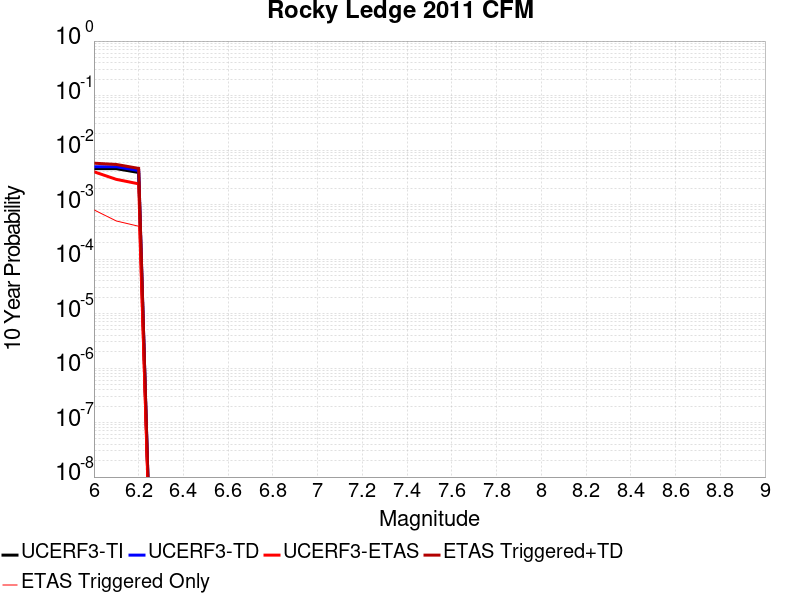 Rocky Ledge 2011 CFM
10^0
10^-1
10^-2
10^-3
10^-4
10^-5
10^-6
10^-7
10^-8
10 Year Probability
6 6.2 6.4 6.6 6.8 7 7.2 7.4 7.6 7.8 8 8.2 8.4 8.6 8.8 9
Magnitude
UCERF3-TI UCERF3-TD UCERF3-ETAS ETAS Triggered+TD
ETAS Triggered Only